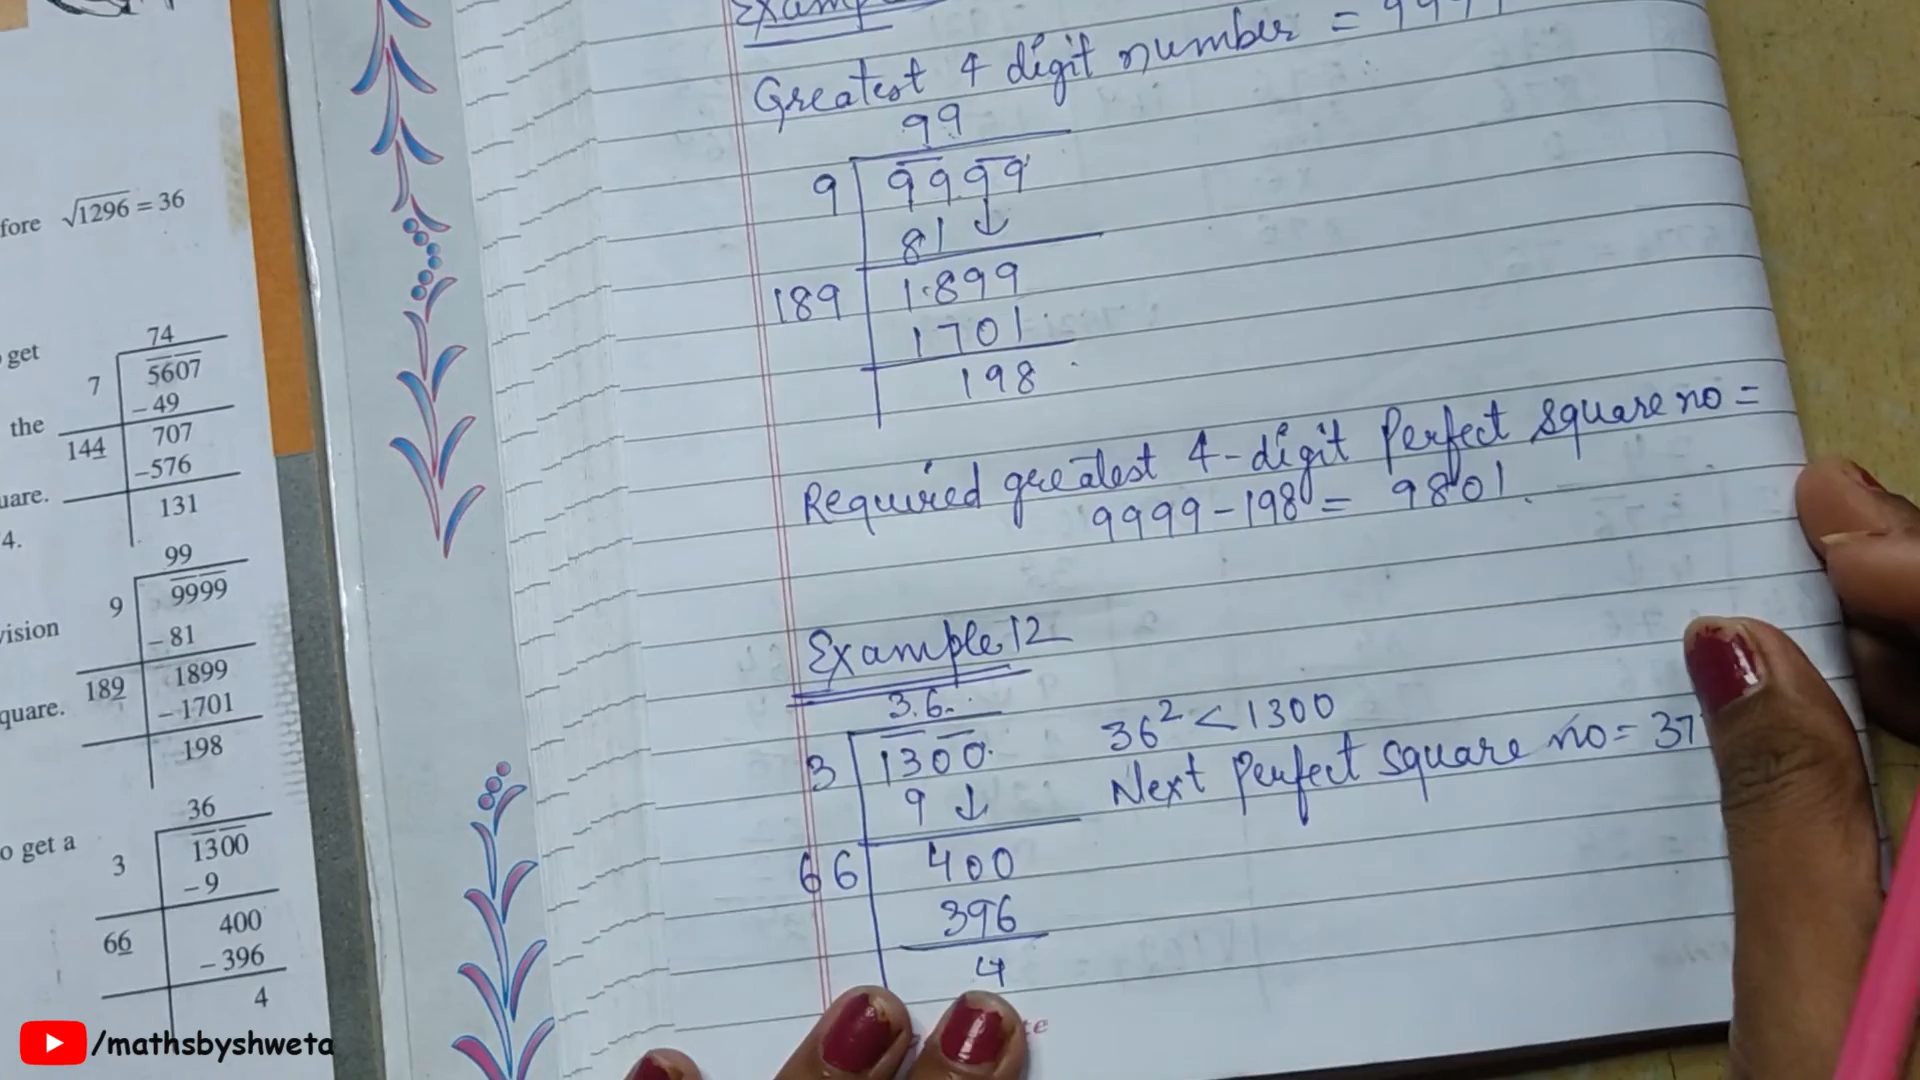 fore √1296 = 36
get
the
uare.
4.
74
7 5607
– 49
144 707
–576
131
vision
quare.
99
9 9999
– 81
189 1899
– 1701
198
o get a
36
3 1300
– 9
66 400
– 396
4
/mathsbyshweta
Greatest 4 digit number =
99
9 9999
81 ↓
189 1899
1701
198
Required greatest 4-digit Perfect square no =
9999 - 198 = 9801.
Example 12
36
3 1300
9 ↓
66 400
396
4
36² < 1300
Next Perfect square no = 37